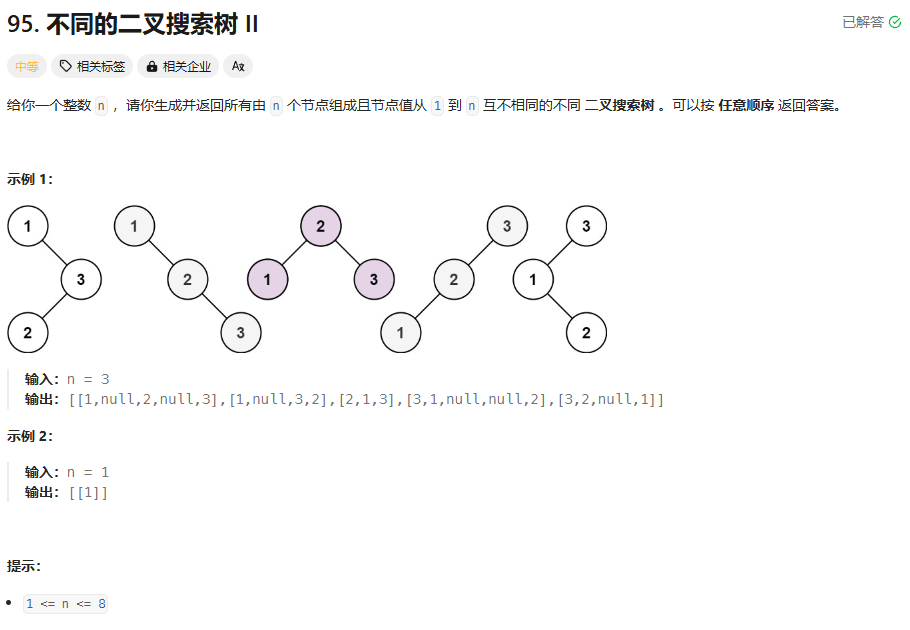 95. 不同的二叉搜索树 II
已解答
中等 相关标签 相关企业 Aх
给你一个整数 n ，请你生成并返回所有由 n 个节点组成且节点值从 1 到 n 互不相同的不同 二叉搜索树 。可以按 任意顺序 返回答案。
示例 1：
1 1 2 3 3
3 2 1 3 2 1
2 3 1 2
输入：n = 3
输出：[[1,null,2,null,3],[1,null,3,2],[2,1,3],[3,1,null,null,2],[3,2,null,1]]
示例 2：
输入：n = 1
输出：[[1]]
提示：
1 <= n <= 8